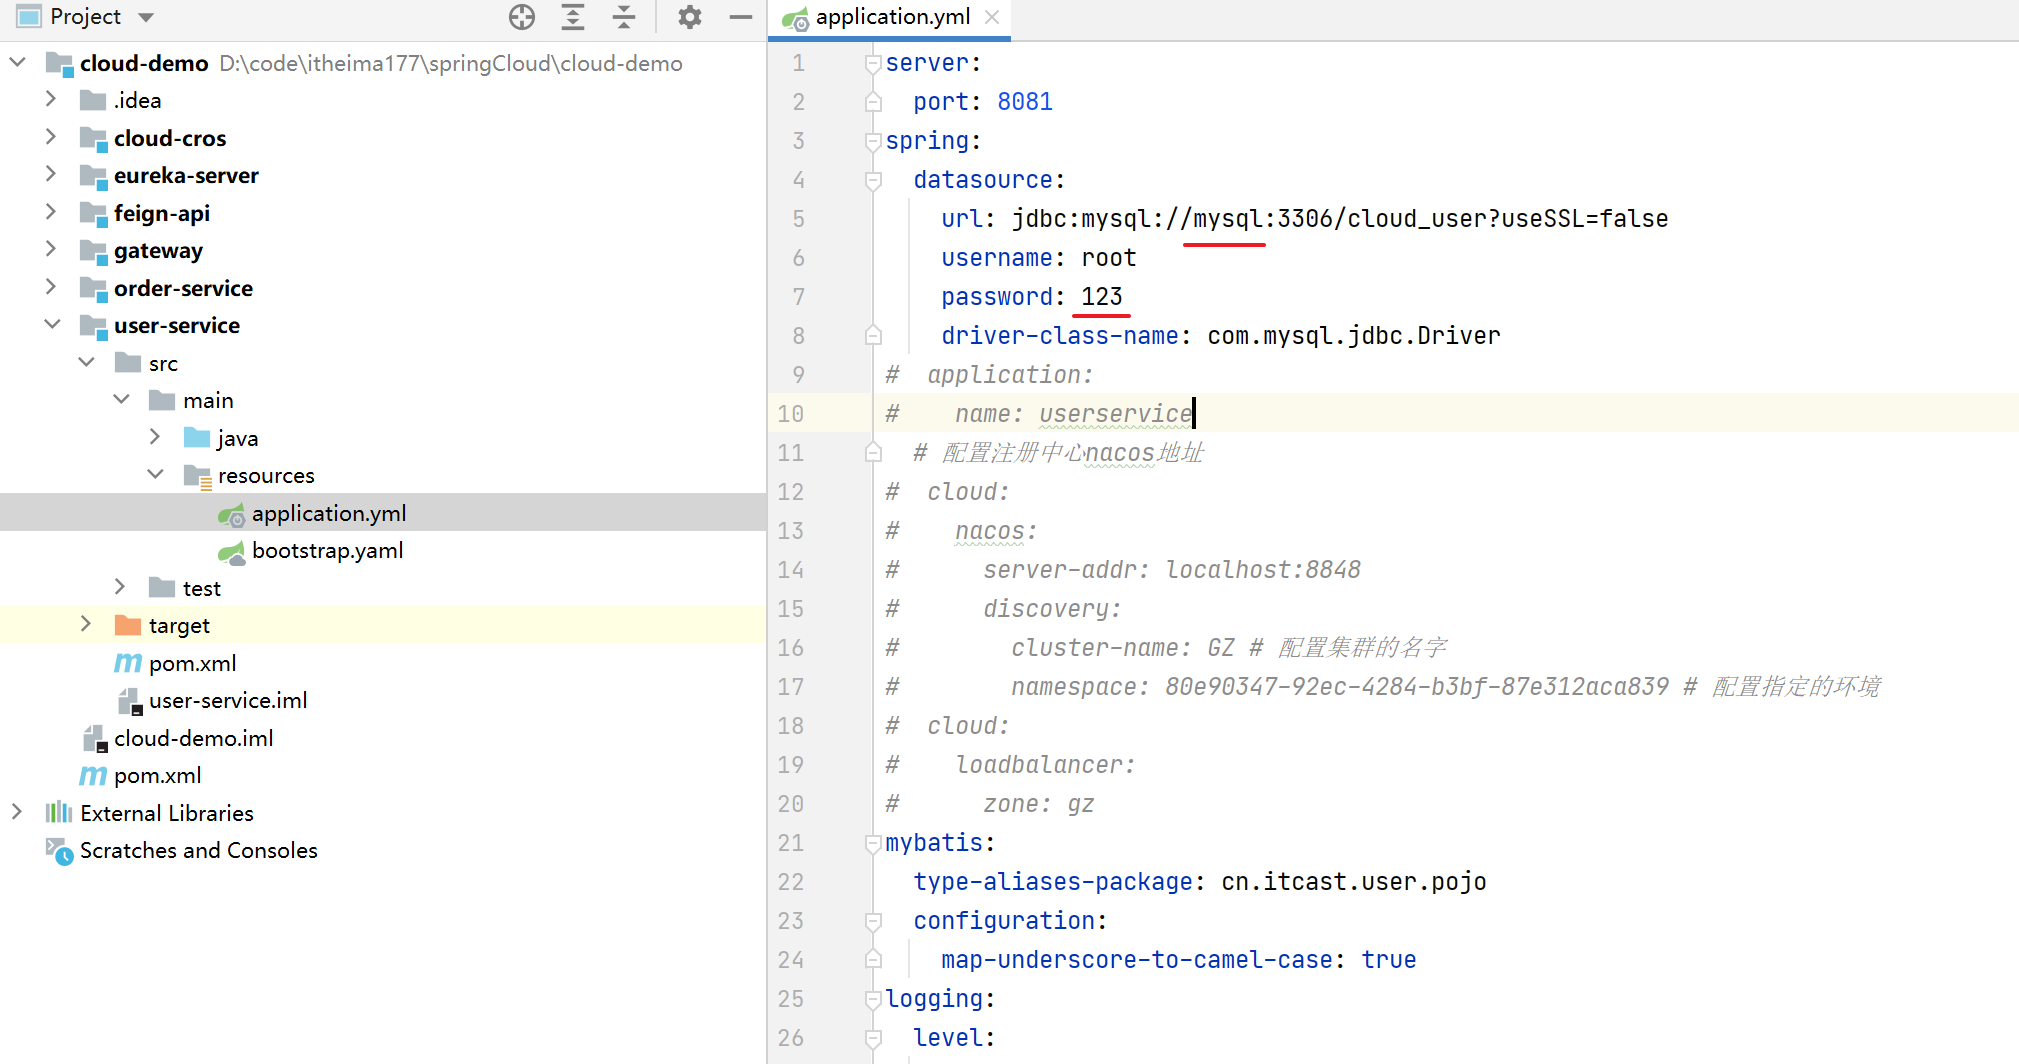 Project
cloud-demo D:\code\itheima177\springCloud\cloud-demo
.idea
cloud-cros
eureka-server
feign-api
gateway
order-service
user-service
src
main
java
resources
application.yml
bootstrap.yaml
test
target
pom.xml
user-service.iml
cloud-demo.iml
pom.xml
External Libraries
Scratches and Consoles
application.yml
1 server:
2 port: 8081
3 spring:
4 datasource:
5 url: jdbc:mysql://mysql:3306/cloud_user?useSSL=false
6 username: root
7 password: 123
8 driver-class-name: com.mysql.jdbc.Driver
9 # application:
10 # name: userservice
11 # 配置注册中心nacos地址
12 # cloud:
13 # nacos:
14 # server-addr: localhost:8848
15 # discovery:
16 # cluster-name: GZ # 配置集群的名字
17 # namespace: 80e90347-92ec-4284-b3bf-87e312aca839 # 配置指定的环境
18 # cloud:
19 # loadbalancer:
20 # zone: gz
21 mybatis:
22 type-aliases-package: cn.itcast.user.pojo
23 configuration:
24 map-underscore-to-camel-case: true
25 logging:
26 level: